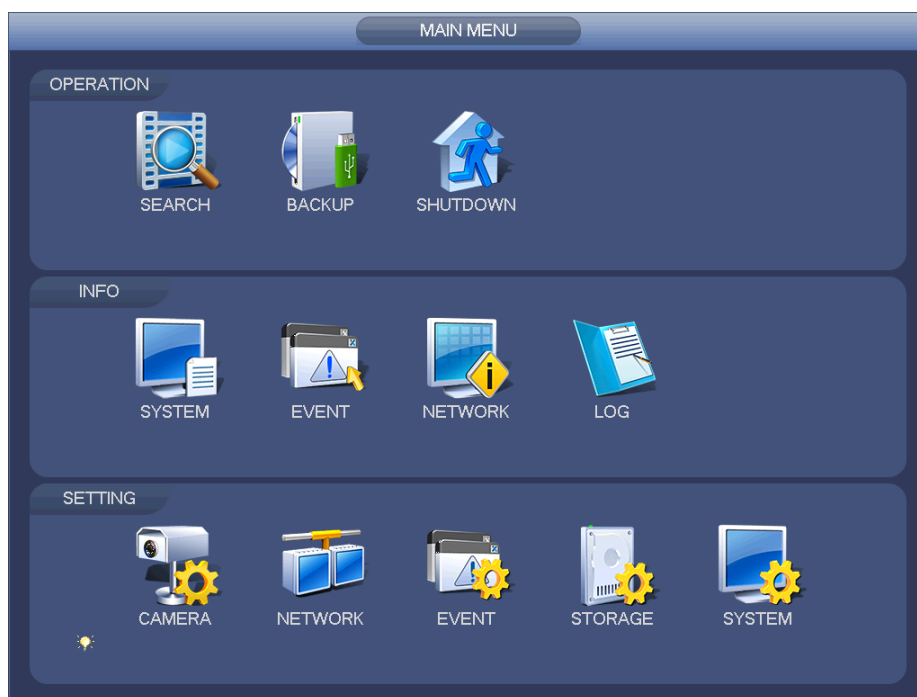 MAIN MENU
OPERATION
SEARCH BACKUP SHUTDOWN
INFO
SYSTEM EVENT NETWORK LOG
SETTING
CAMERA NETWORK EVENT STORAGE SYSTEM